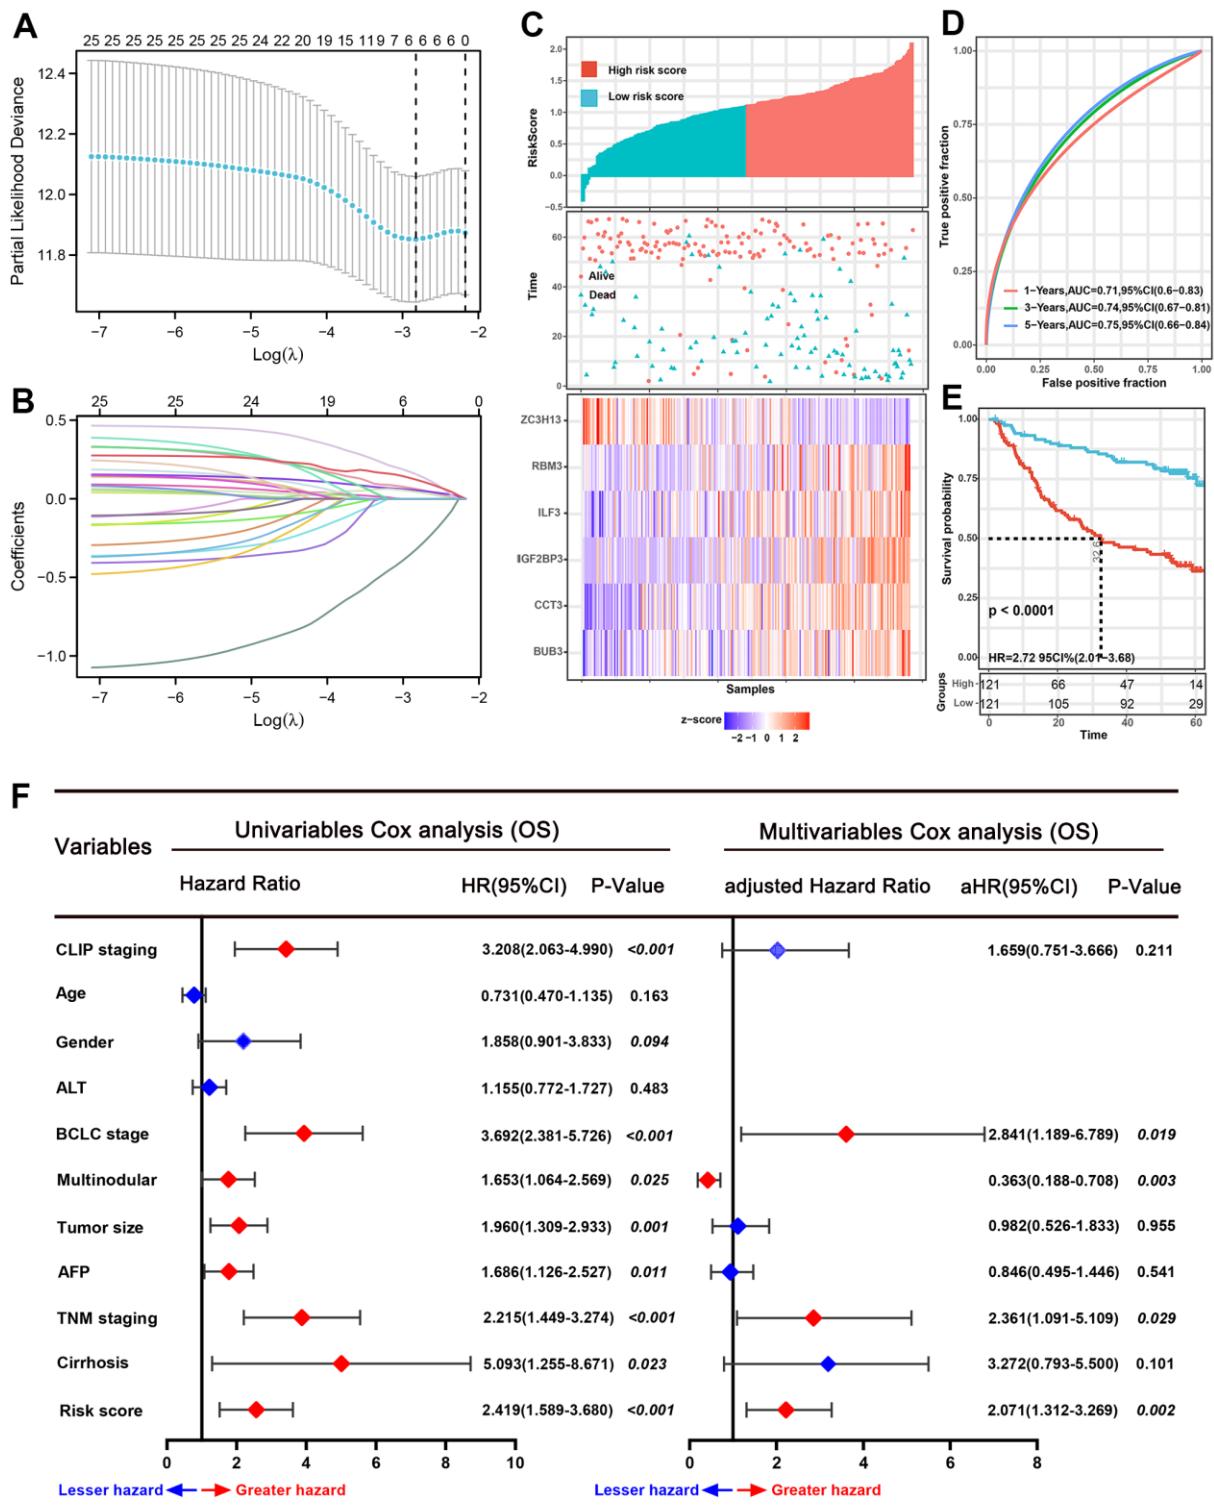 A
25 25 25 25 25 25 25 25 24 22 20 19 15 11 9 7 6 6 6 6 0
12.4
12.2
12.0
11.8
Partial Likelihood Deviance
−7 −6 −5 −4 −3 −2
Log(λ)
B
25 25 24 19 6 0
0.5
0.0
−0.5
−1.0
Coefficients
−7 −6 −5 −4 −3 −2
Log(λ)
C
2.0
1.5
1.0
0.5
0.0
−0.5
RiskScore
High risk score
Low risk score
60
40
20
0
Time
Alive
Dead
ZC3H13
RBM3
ILF3
IGF2BP3
CCT3
BUB3
Samples
z−score
−2 −1 0 1 2
D
1.00
0.75
0.50
0.25
0.00
True positive fraction
1−Years,AUC=0.71,95%CI(0.6−0.83)
3−Years,AUC=0.74,95%CI(0.67−0.81)
5−Years,AUC=0.75,95%CI(0.66−0.84)
0.00 0.25 0.50 0.75 1.00
False positive fraction
E
1.00
0.75
0.50
0.25
0.00
Survival probability
32.6
p < 0.0001
HR=2.72 95CI%(2.01−3.68)
Groups
High 121 66 47 14
Low 121 105 92 29
0 20 40 60
Time
F
Variables
Univariables Cox analysis (OS) Multivariables Cox analysis (OS)
Hazard Ratio HR(95%CI) P-Value adjusted Hazard Ratio aHR(95%CI) P-Value
CLIP staging 3.208(2.063-4.990) <0.001 1.659(0.751-3.666) 0.211
Age 0.731(0.470-1.135) 0.163
Gender 1.858(0.901-3.833) 0.094
ALT 1.155(0.772-1.727) 0.483
BCLC stage 3.692(2.381-5.726) <0.001 2.841(1.189-6.789) 0.019
Multinodular 1.653(1.064-2.569) 0.025 0.363(0.188-0.708) 0.003
Tumor size 1.960(1.309-2.933) 0.001 0.982(0.526-1.833) 0.955
AFP 1.686(1.126-2.527) 0.011 0.846(0.495-1.446) 0.541
TNM staging 2.215(1.449-3.274) <0.001 2.361(1.091-5.109) 0.029
Cirrhosis 5.093(1.255-8.671) 0.023 3.272(0.793-5.500) 0.101
Risk score 2.419(1.589-3.680) <0.001 2.071(1.312-3.269) 0.002
0 2 4 6 8 10 0 2 4 6 8
Lesser hazard Greater hazard Lesser hazard Greater hazard